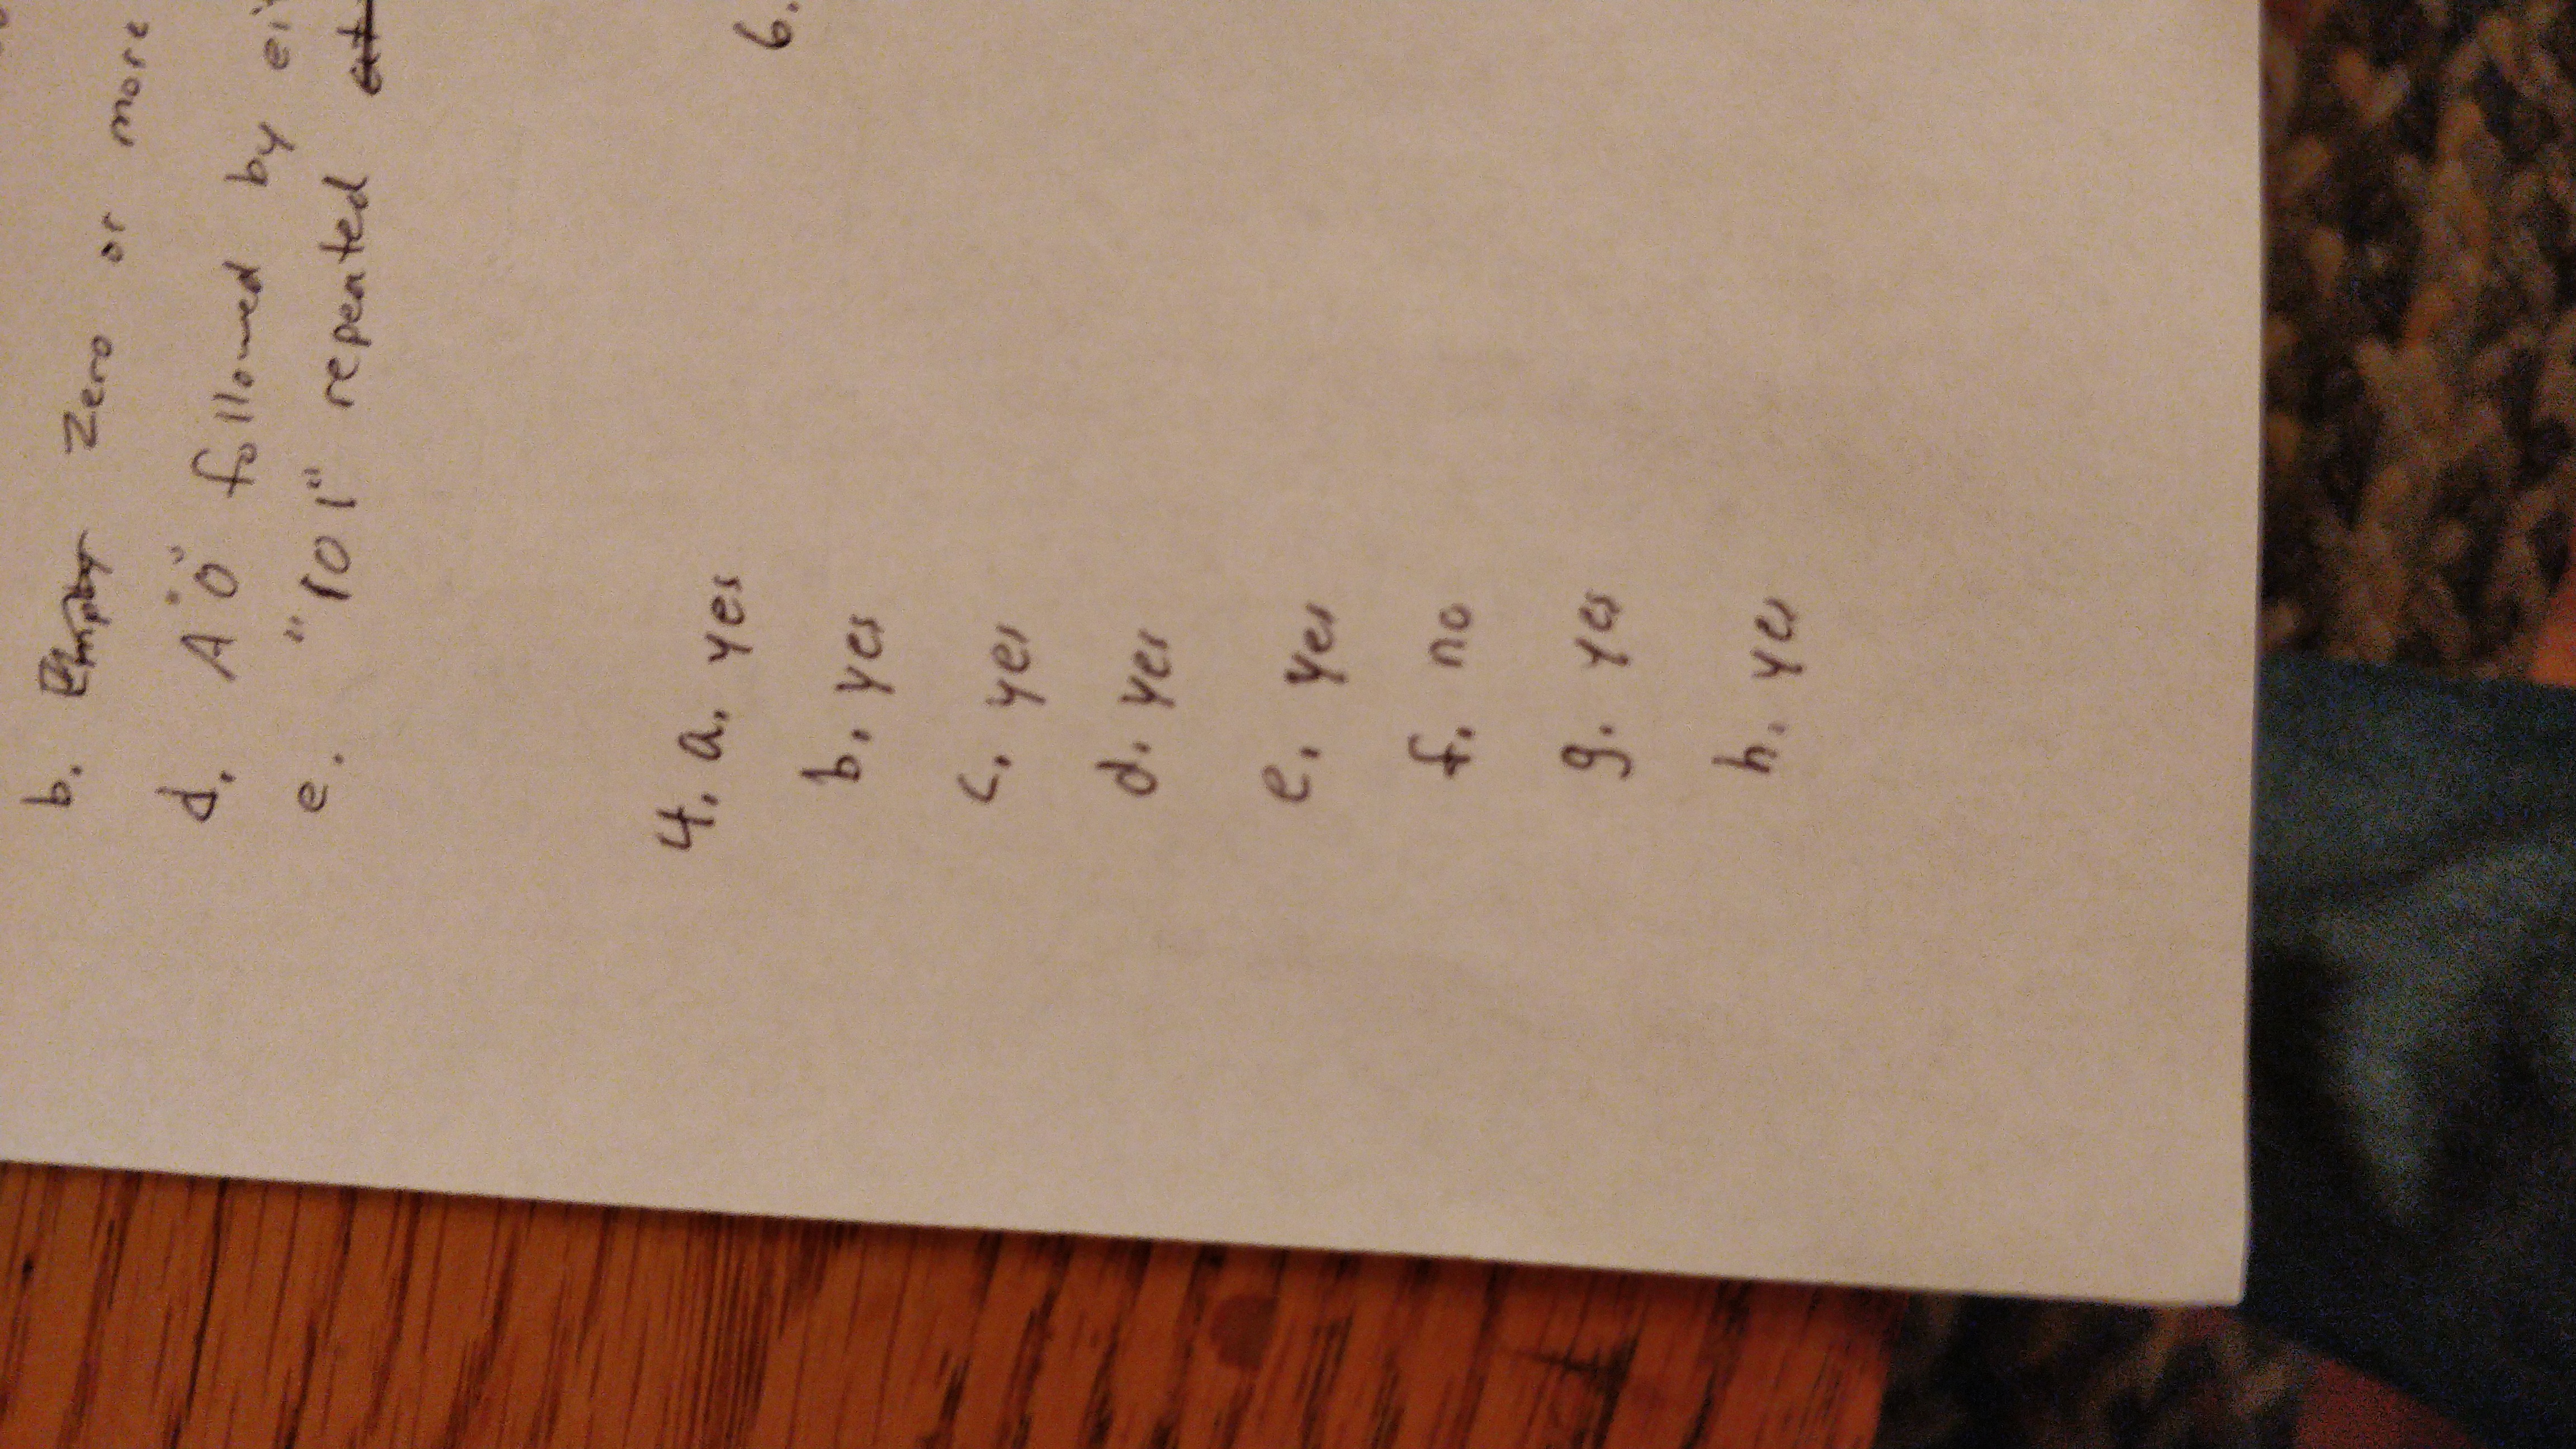 b. Empty Zero or more
d. A "0" followed by ei
e. "101" repeated at
4. a. yes
b. yes
6.
c. yes
d. yes
e. yes
f. no
g. yes
h. yes